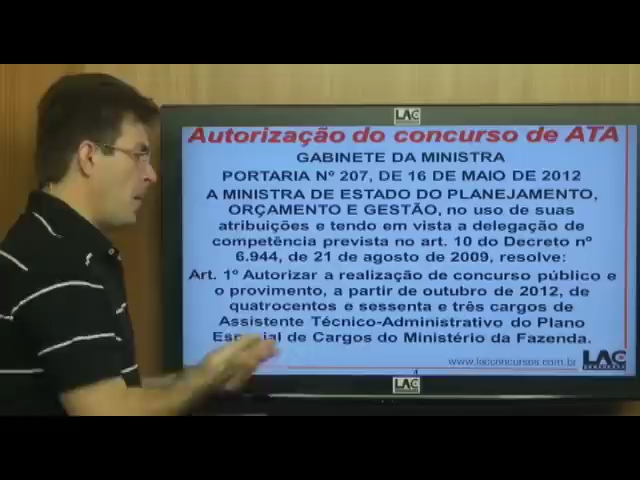 LAC
Autorização do concurso de ATA
GABINETE DA MINISTRA
PORTARIA Nº 207, DE 16 DE MAIO DE 2012
A MINISTRA DE ESTADO DO PLANEJAMENTO,
ORÇAMENTO E GESTÃO, no uso de suas
atribuições e tendo em vista a delegação de
competência prevista no art. 10 do Decreto nº
6.944, de 21 de agosto de 2009, resolve:
Art. 1º Autorizar a realização de concurso público e
o provimento, a partir de outubro de 2012, de
quatrocentos e sessenta e três cargos de
Assistente Técnico-Administrativo do Plano
Especial de Cargos do Ministério da Fazenda.
www.lacconcursos.com.br LAC
CONCURSOS
4
LAC